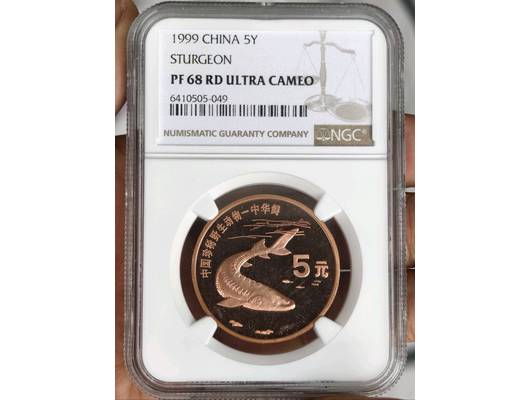 1999 CHINA 5Y
STURGEON
PF 68 RD ULTRA CAMEO
6410505-049
NUMISMATIC GUARANTY COMPANY
NGC
中国珍稀野生动物—中华鲟
5元